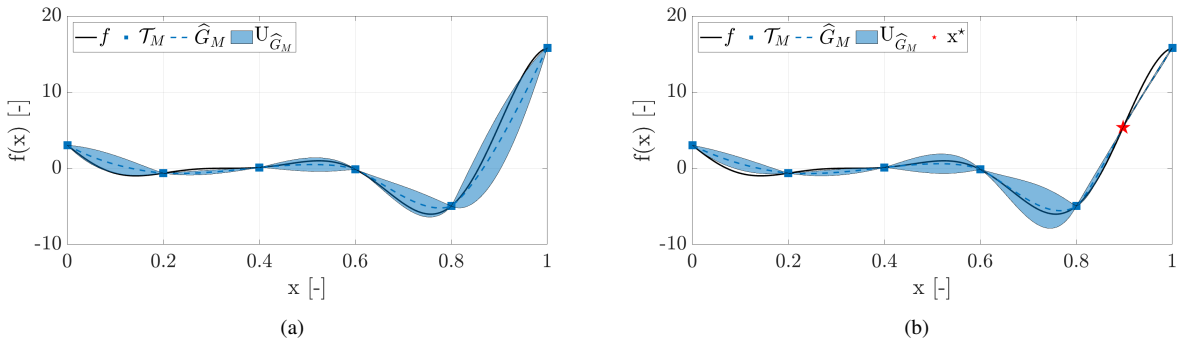 20
10
0
-10
f(x) [-]
f 𝒯_M Ĝ_M U_Ĝ_M
0 0.2 0.4 0.6 0.8 1
x [-]
(a)
20
10
0
-10
f(x) [-]
f 𝒯_M Ĝ_M U_Ĝ_M x⋆
0 0.2 0.4 0.6 0.8 1
x [-]
(b)